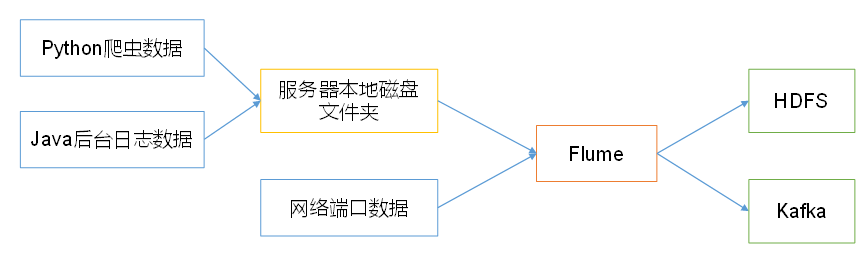 Python爬虫数据
Java后台日志数据
服务器本地磁盘
文件夹
网络端口数据
Flume
HDFS
Kafka